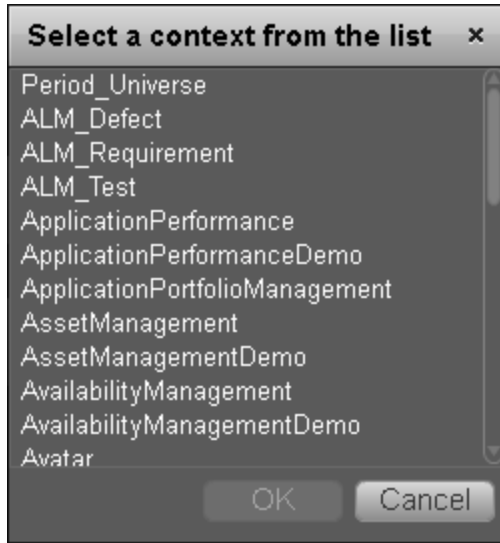 Select a context from the list ×
Period_Universe
ALM_Defect
ALM_Requirement
ALM_Test
ApplicationPerformance
ApplicationPerformanceDemo
ApplicationPortfolioManagement
AssetManagement
AssetManagementDemo
AvailabilityManagement
AvailabilityManagementDemo
Avatar
OK Cancel